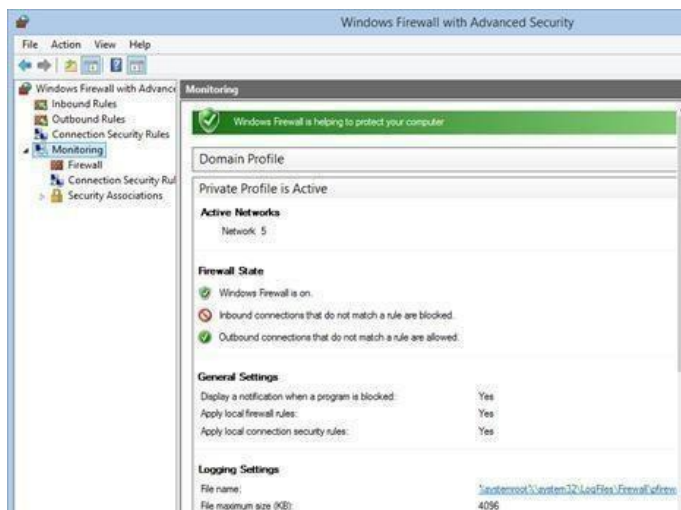 Windows Firewall with Advanced Security
File Action View Help
Windows Firewall with Advance
Inbound Rules
Outbound Rules
Connection Security Rules
Monitoring
Firewall
Connection Security Rul
Security Associations
Monitoring
Windows Firewall is helping to protect your computer
Domain Profile
Private Profile is Active
Active Networks
Network 5
Firewall State
Windows Firewall is on.
Inbound connections that do not match a rule are blocked.
Outbound connections that do not match a rule are allowed.
General Settings
Display a notification when a program is blocked: Yes
Apply local firewall rules: Yes
Apply local connection security rules: Yes
Logging Settings
File name: %systemroot%\system32\LogFiles\Firewall\pfirew
File maximum size (KB): 4096